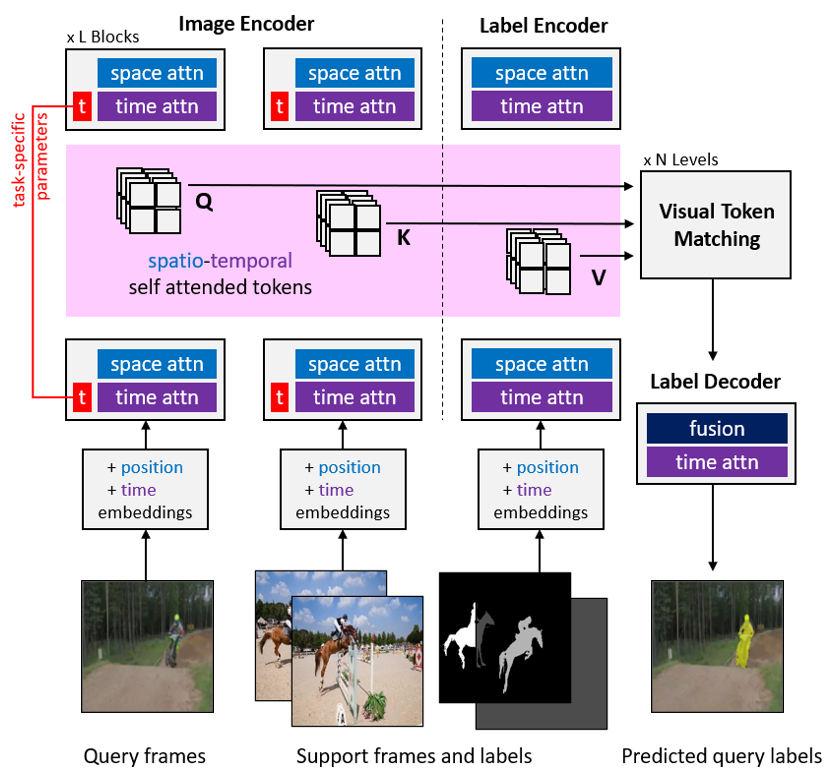 Image Encoder
Label Encoder
x L Blocks
space attn
t time attn
space attn
t time attn
space attn
time attn
task-specific
parameters
x N Levels
Q
K
V
Visual Token
Matching
spatio-temporal
self attended tokens
space attn
t time attn
space attn
t time attn
space attn
time attn
Label Decoder
fusion
time attn
+ position
+ time
embeddings
+ position
+ time
embeddings
+ position
+ time
embeddings
Query frames
Support frames and labels
Predicted query labels